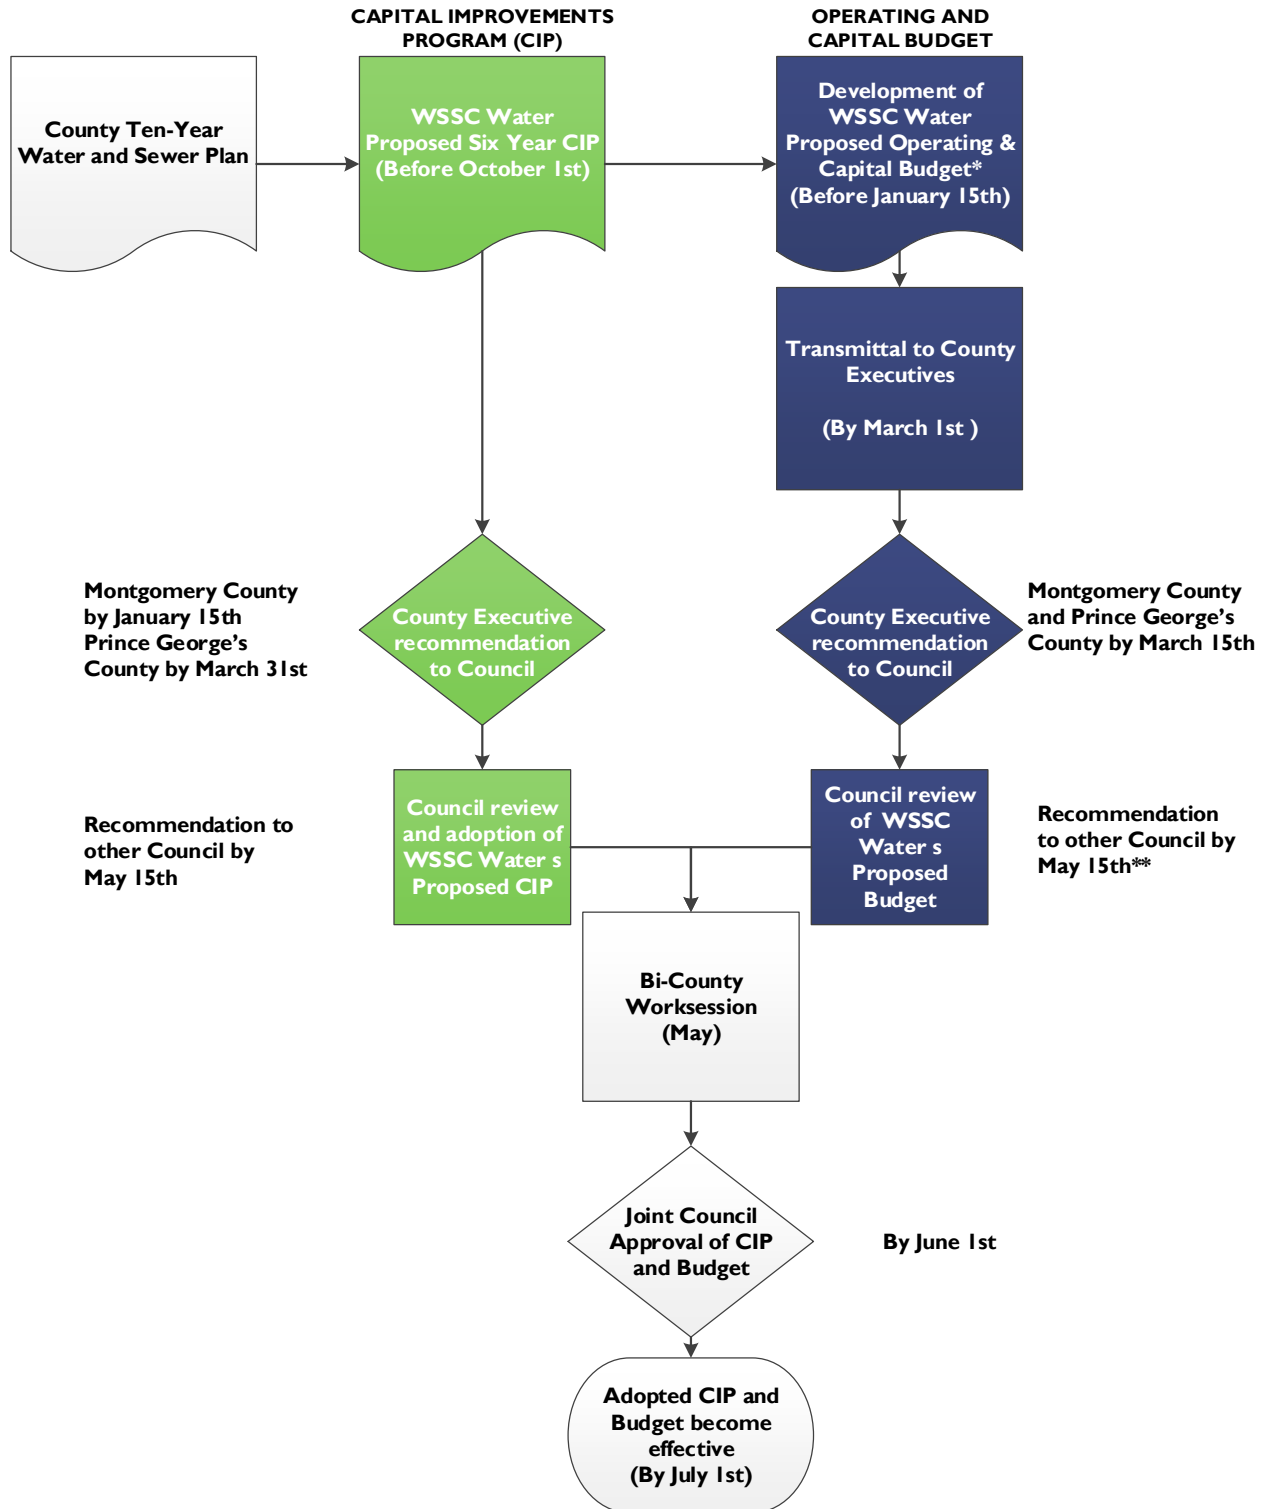 CAPITAL IMPROVEMENTS
PROGRAM (CIP)
OPERATING AND
CAPITAL BUDGET
County Ten-Year
Water and Sewer Plan
WSSC Water
Proposed Six Year CIP
(Before October 1st)
Development of
WSSC Water
Proposed Operating &
Capital Budget*
(Before January 15th)
Transmittal to County
Executives
(By March 1st )
Montgomery County
by January 15th
Prince George's
County by March 31st
County Executive
recommendation
to Council
County Executive
recommendation
to Council
Montgomery County
and Prince George's
County by March 15th
Recommendation to
other Council by
May 15th
Council review
and adoption of
WSSC Water s
Proposed CIP
Council review
of WSSC
Water s
Proposed
Budget
Recommendation
to other Council by
May 15th**
Bi-County
Worksession
(May)
Joint Council
Approval of CIP
and Budget
By June 1st
Adopted CIP and
Budget become
effective
(By July 1st)